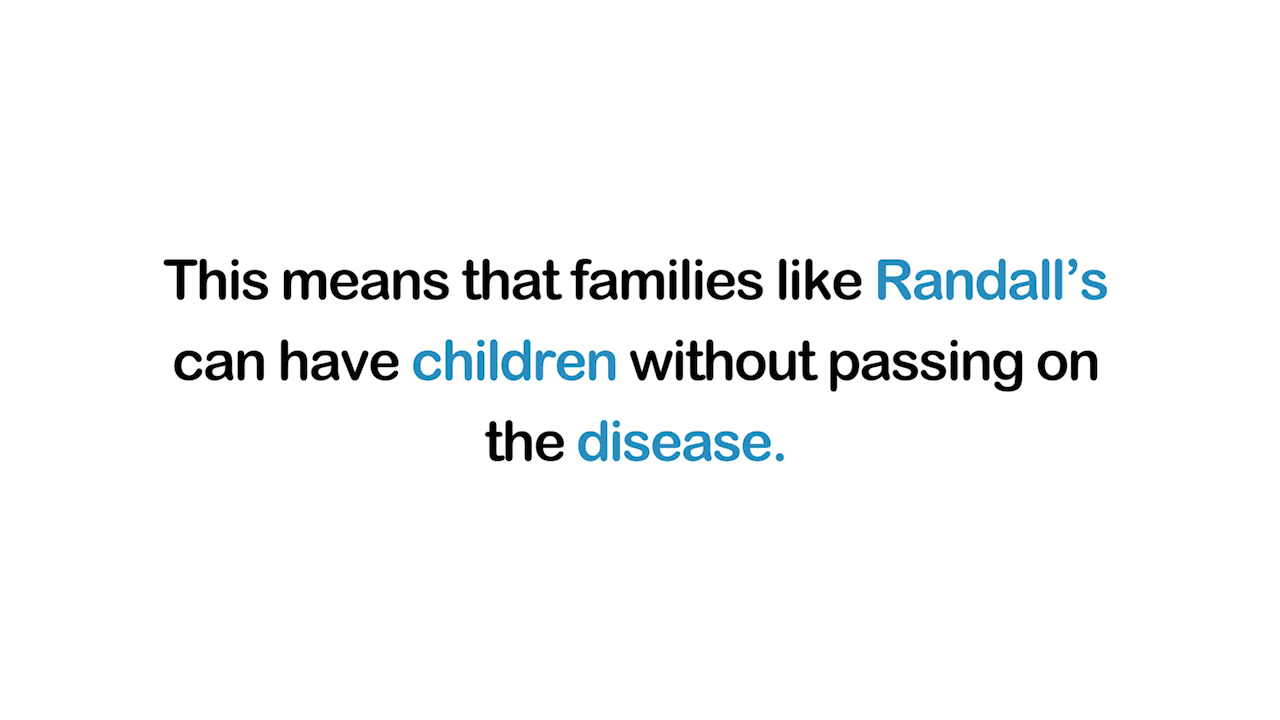 This means that families like Randall’s
can have children without passing on
the disease.